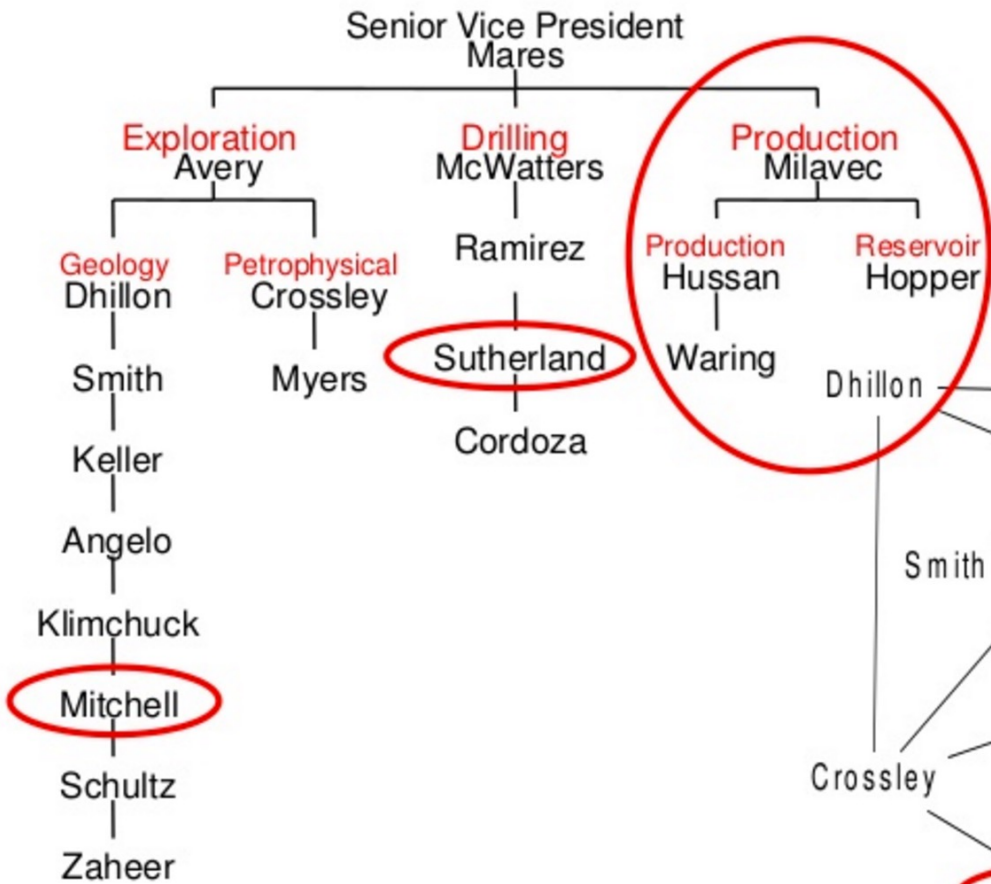 Senior Vice President
Mares
Exploration
Avery
Drilling
McWatters
Production
Milavec
Geology
Dhillon
Petrophysical
Crossley
Ramirez
Production
Hussan
Reservoir
Hopper
Smith
Myers
Sutherland
Waring
Dhillon
Keller
Cordoza
Angelo
Smith
Klimchuck
Mitchell
Schultz
Crossley
Zaheer